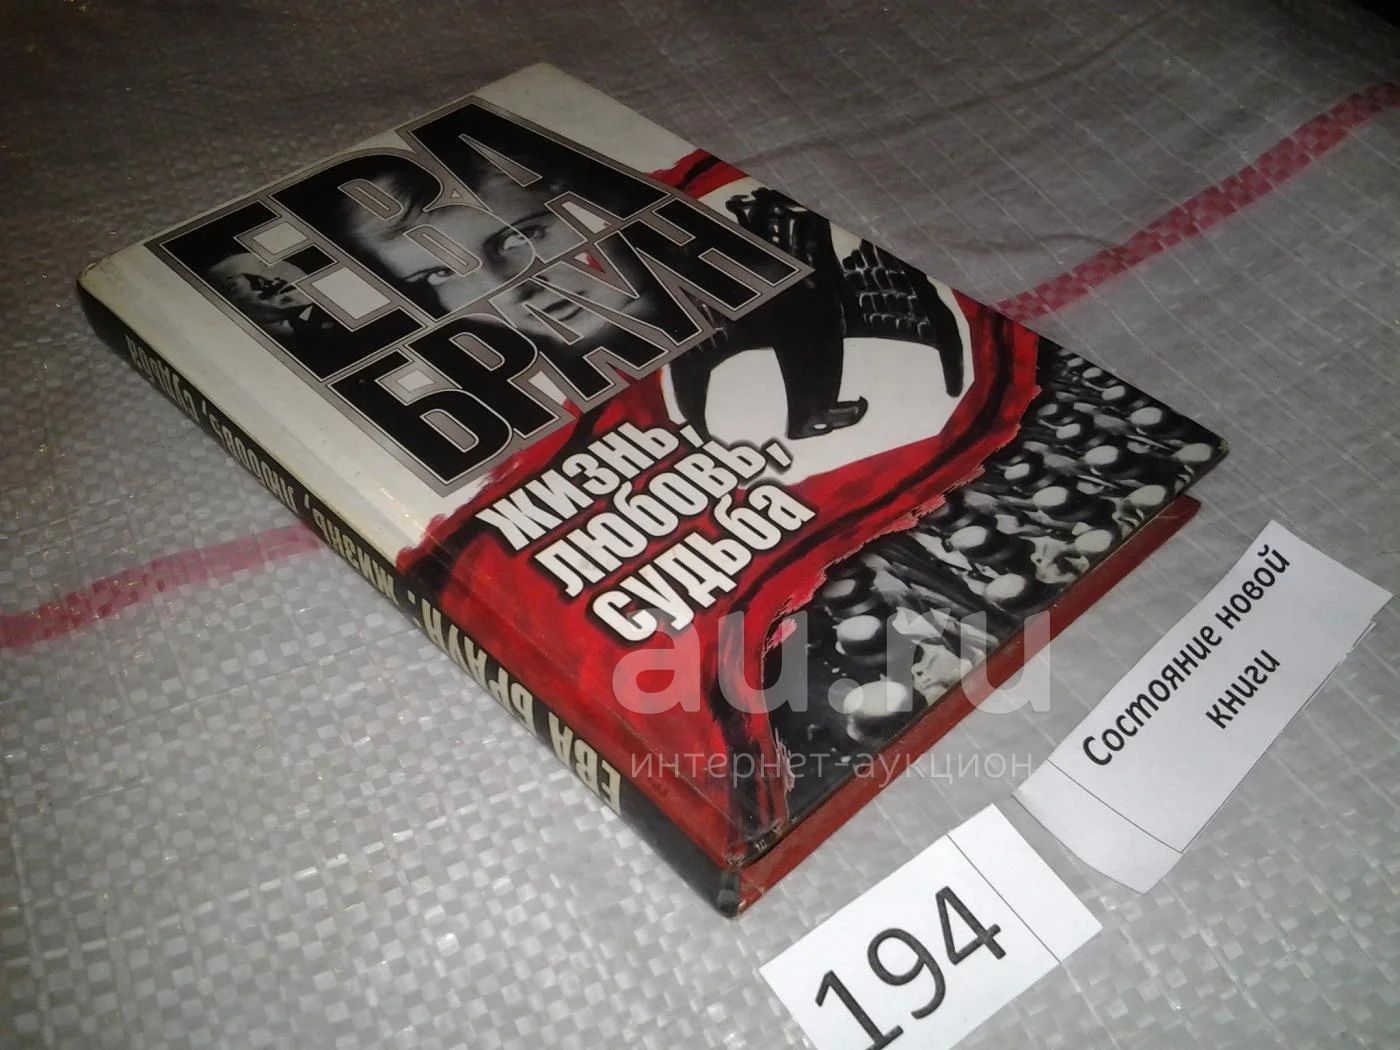 ЕВА
БРАУН
ЖИЗНЬ,
ЛЮБОВЬ,
СУДЬБА
ЕВА БРАУН. ЖИЗНЬ, ЛЮБОВЬ, СУДЬБА
au.ru
интернет-аукцион
Состояние новой
книги
194